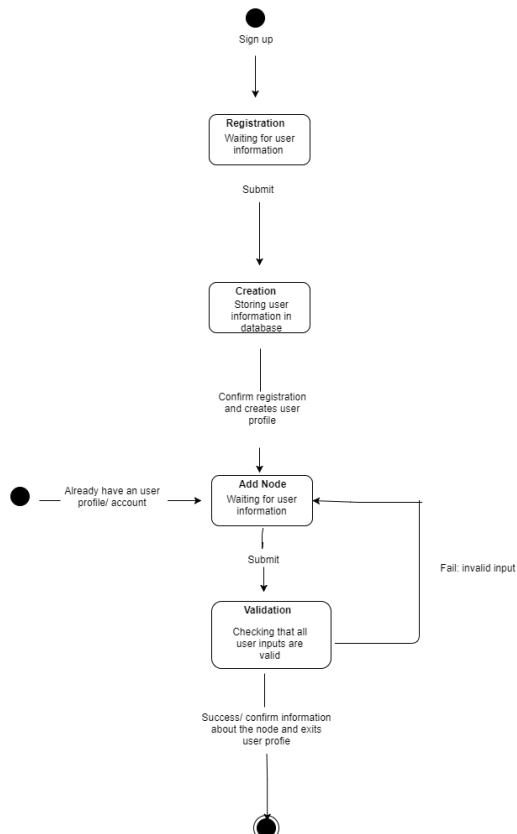 Sign up
Registration
Waiting for user
information
Submit
Creation
Storing user
information in
database
Confirm registration
and creates user
profile
Add Node
Waiting for user
information
Already have an user
profile/ account
Submit
Fail: invalid input
Validation
Checking that all
user inputs are
valid
Success/ confirm information
about the node and exits
user profie